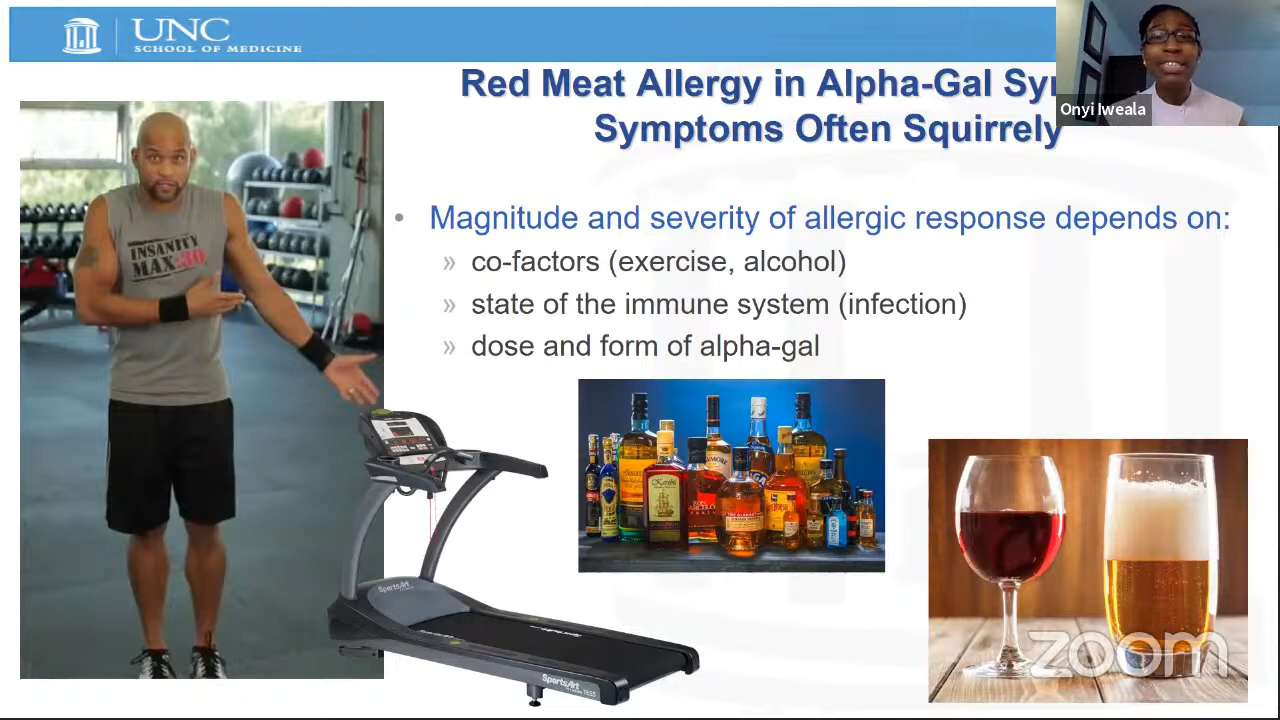 UNC
SCHOOL OF MEDICINE
Onyi Iweala
Red Meat Allergy in Alpha-Gal Sy
Symptoms Often Squirrely
• Magnitude and severity of allergic response depends on:
» co-factors (exercise, alcohol)
» state of the immune system (infection)
» dose and form of alpha-gal
INSANITY
MAX:30
SportsArt
SportsArt
zoom